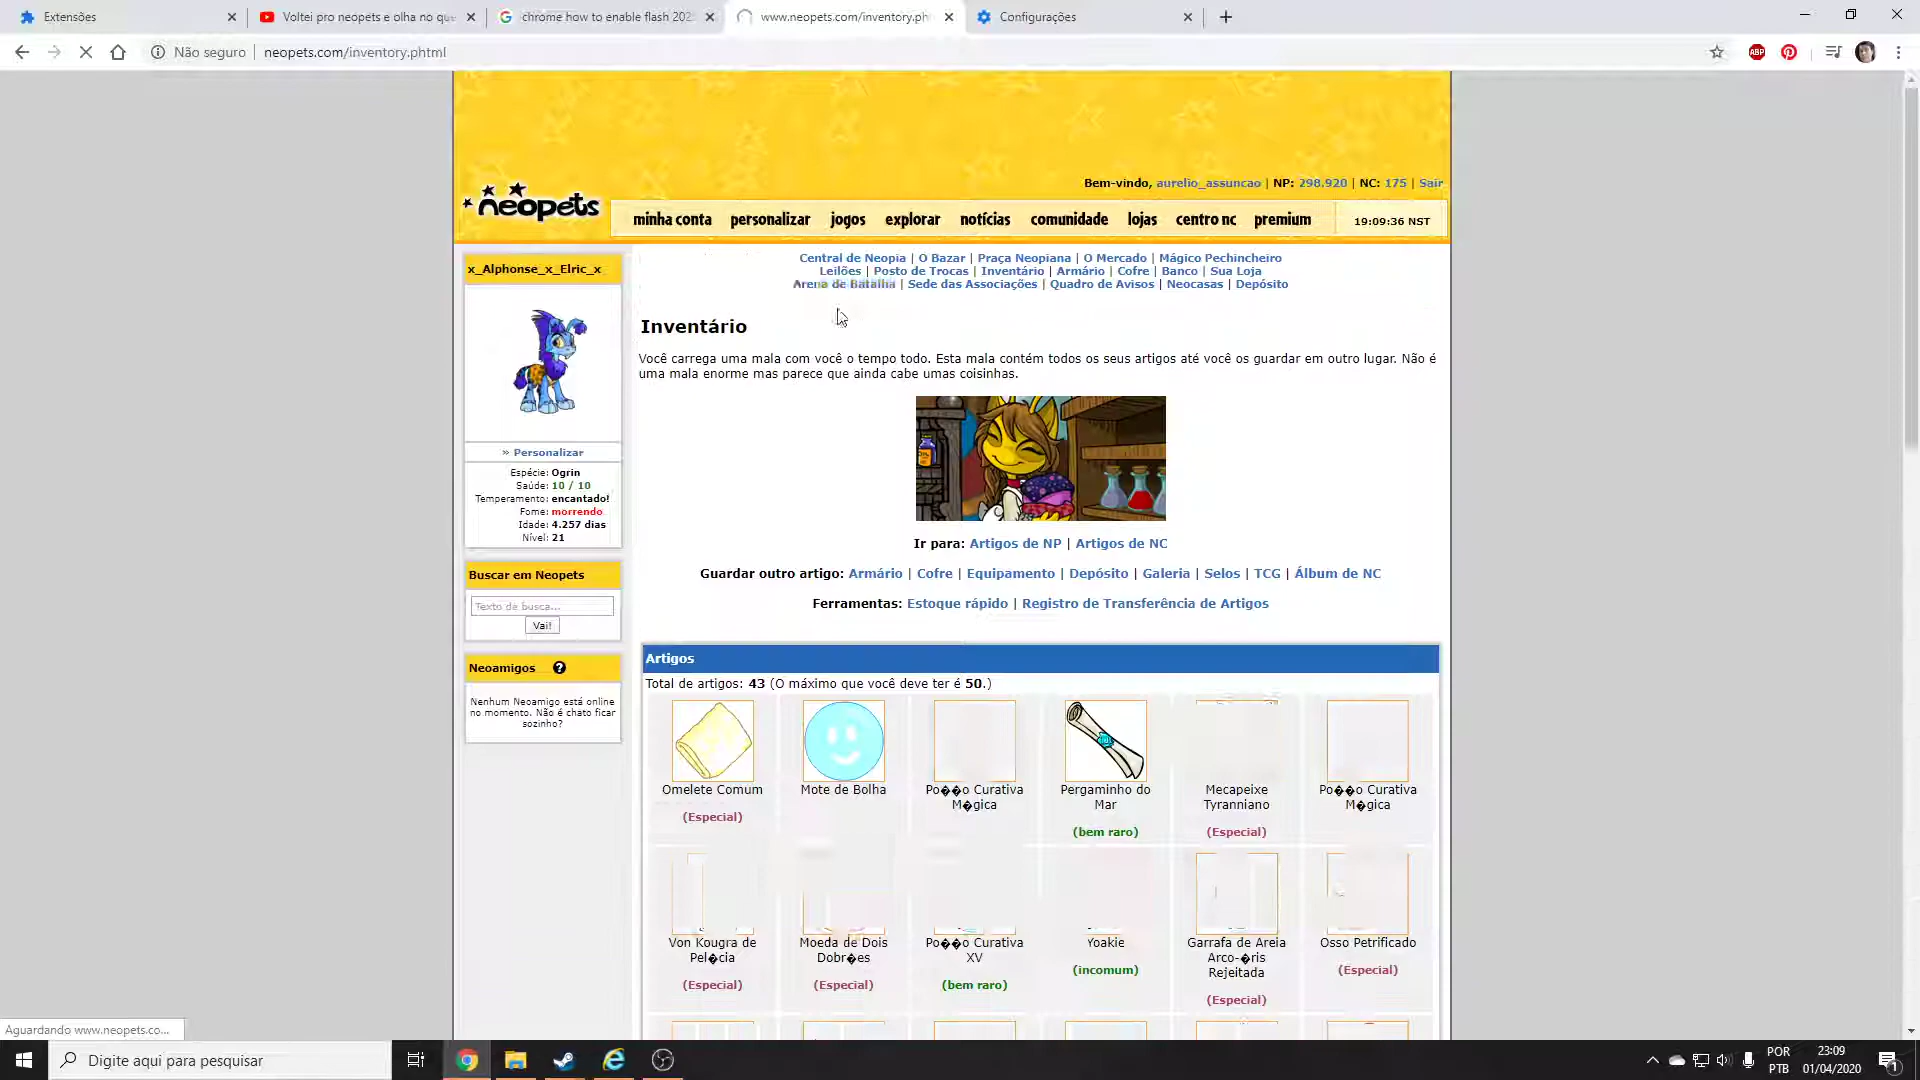 Extensões
Voltei pro neopets e olha no que
chrome how to enable flash 202
www.neopets.com/inventory.ph
Configurações
Não seguro
neopets.com/inventory.phtml
ABP
Bem-vindo, aurelio_assuncao | NP: 298.920 | NC: 175 | Sair
neopets
minha conta personalizar jogos explorar notícias comunidade lojas centro nc premium
19:09:36 NST
x_Alphonse_x_Elric_x
» Personalizar
Espécie: Ogrin
Saúde: 10 / 10
Temperamento: encantado!
Fome: morrendo
Idade: 4.257 dias
Nível: 21
Buscar em Neopets
Texto de busca...
Vai!
Neoamigos ?
Nenhum Neoamigo está online
no momento. Não é chato ficar
sozinho?
Central de Neopia | O Bazar | Praça Neopiana | O Mercado | Mágico Pechincheiro
Leilões | Posto de Trocas | Inventário | Armário | Cofre | Banco | Sua Loja
Arena de Batalha | Sede das Associações | Quadro de Avisos | Neocasas | Depósito
Inventário
Você carrega uma mala com você o tempo todo. Esta mala contém todos os seus artigos até você os guardar em outro lugar. Não é
uma mala enorme mas parece que ainda cabe umas coisinhas.
Ir para: Artigos de NP | Artigos de NC
Guardar outro artigo: Armário | Cofre | Equipamento | Depósito | Galeria | Selos | TCG | Álbum de NC
Ferramentas: Estoque rápido | Registro de Transferência de Artigos
Artigos
Total de artigos: 43 (O máximo que você deve ter é 50.)
Omelete Comum
(Especial)
Mote de Bolha
Po��o Curativa
M�gica
Pergaminho do
Mar
(bem raro)
Mecapeixe
Tyranniano
(Especial)
Po��o Curativa
M�gica
Von Kougra de
Pel�cia
(Especial)
Moeda de Dois
Dobr�es
(Especial)
Po��o Curativa
XV
(bem raro)
Yoakie
(incomum)
Garrafa de Areia
Arco-�ris
Rejeitada
(Especial)
Osso Petrificado
(Especial)
Aguardando www.neopets.co...
Digite aqui para pesquisar
POR
PTB
23:09
01/04/2020
1